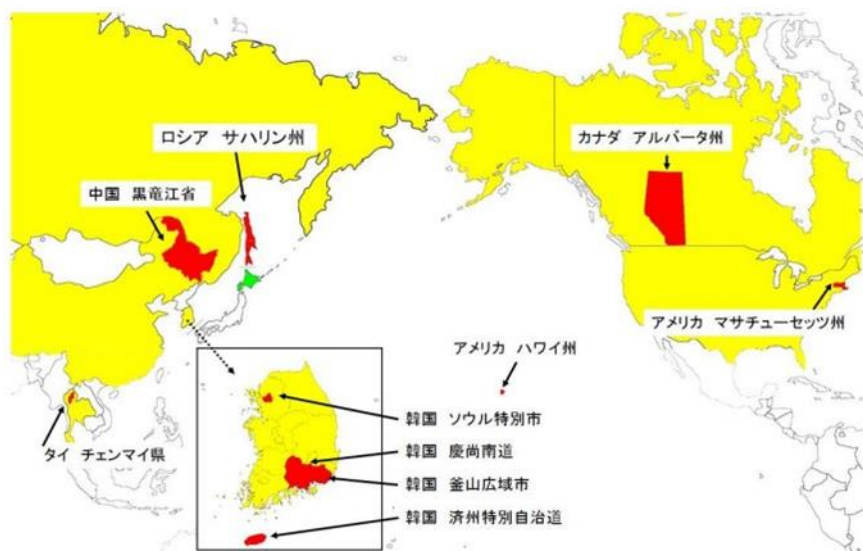 ロシア サハリン州
カナダ アルバータ州
中国 黒竜江省
アメリカ マサチューセッツ州
アメリカ ハワイ州
韓国 ソウル特別市
タイ チェンマイ県
韓国 慶尚南道
韓国 釜山広域市
韓国 済州特別自治道